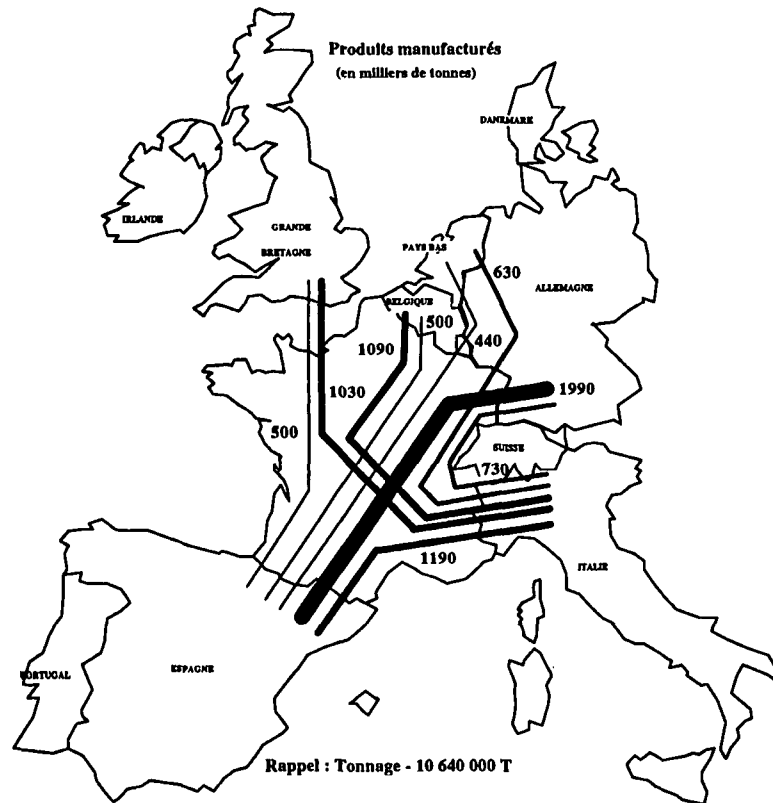 Produits manufacturés
(en milliers de tonnes)
DANEMARK
IRLANDE
GRANDE
BRETAGNE
PAYS BAS
630
ALLEMAGNE
BELGIQUE
500
1090
440
1030
1990
500
SUISSE
730
1190
ITALIE
PORTUGAL
ESPAGNE
Rappel : Tonnage - 10 640 000 T